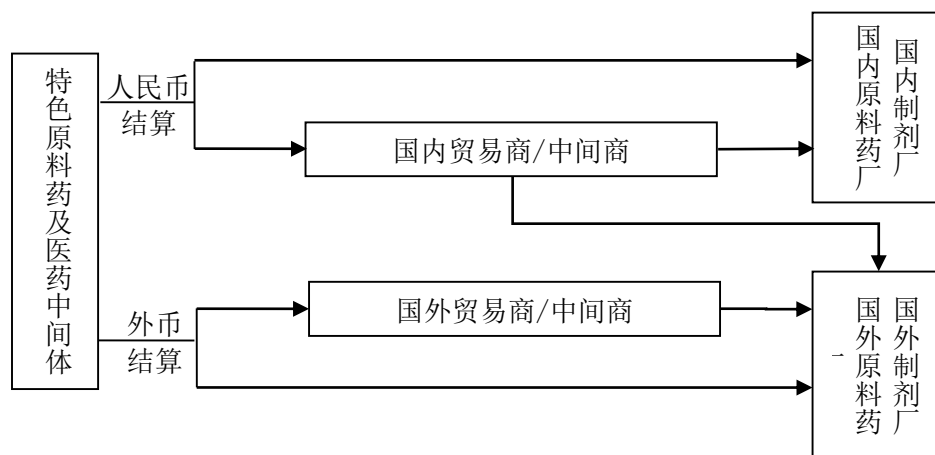 特色原料药及医药中间体
人民币
结算
国内贸易商/中间商
国内制剂厂
国内原料药厂
外币
结算
国外贸易商/中间商
国外制剂厂
国外原料药